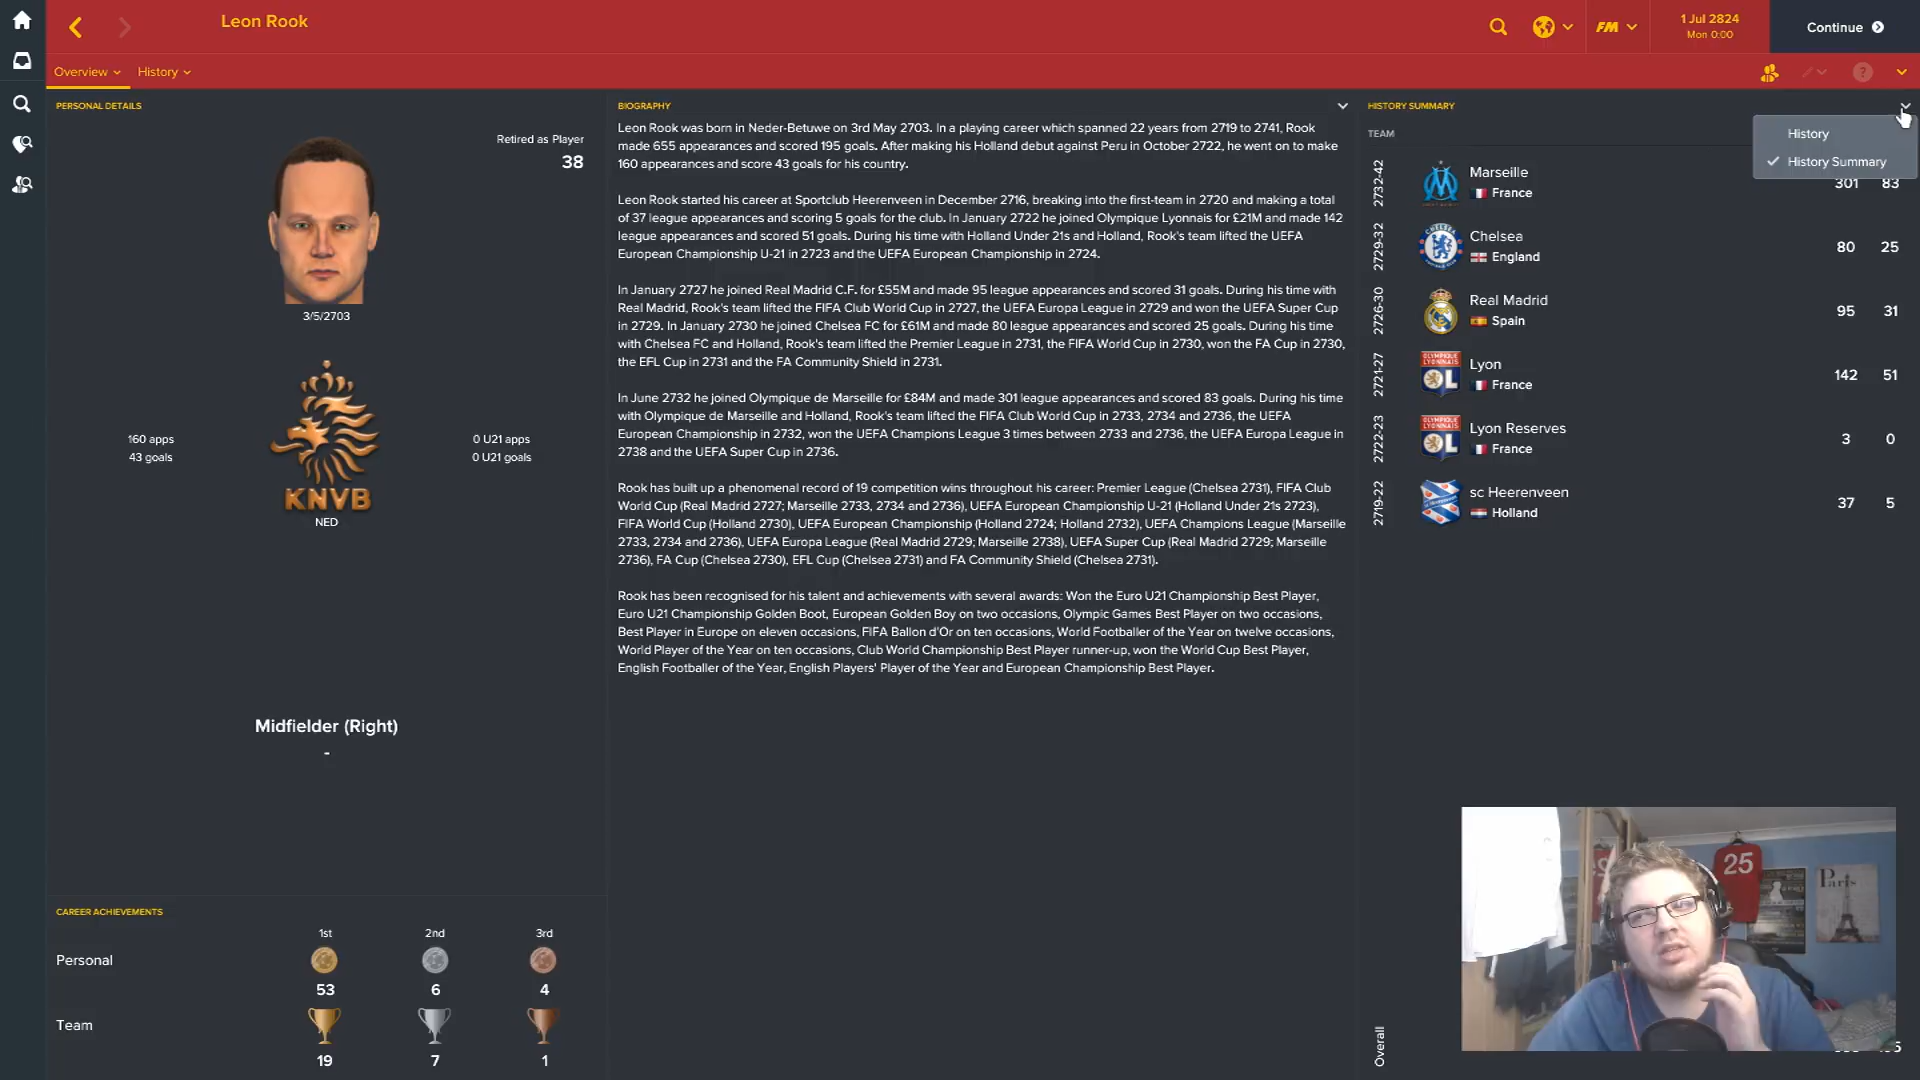 Leon Rook
FM
1 Jul 2824
Mon 0:00
Continue
Overview
History
PERSONAL DETAILS
Retired as Player
38
3/5/2703
160 apps
43 goals
0 U21 apps
0 U21 goals
KNVB
NED
Midfielder (Right)
-
CAREER ACHIEVEMENTS
1st 2nd 3rd
Personal
53 6 4
Team
19 7 1
BIOGRAPHY
Leon Rook was born in Neder-Betuwe on 3rd May 2703. In a playing career which spanned 22 years from 2719 to 2741, Rook
made 655 appearances and scored 195 goals. After making his Holland debut against Peru in October 2722, he went on to make
160 appearances and score 43 goals for his country.
Leon Rook started his career at Sportclub Heerenveen in December 2716, breaking into the first-team in 2720 and making a total
of 37 league appearances and scoring 5 goals for the club. In January 2722 he joined Olympique Lyonnais for £21M and made 142
league appearances and scored 51 goals. During his time with Holland Under 21s and Holland, Rook's team lifted the UEFA
European Championship U-21 in 2723 and the UEFA European Championship in 2724.
In January 2727 he joined Real Madrid C.F. for £55M and made 95 league appearances and scored 31 goals. During his time with
Real Madrid, Rook's team lifted the FIFA Club World Cup in 2727, the UEFA Europa League in 2729 and won the UEFA Super Cup
in 2729. In January 2730 he joined Chelsea FC for £61M and made 80 league appearances and scored 25 goals. During his time
with Chelsea FC and Holland, Rook's team lifted the Premier League in 2731, the FIFA World Cup in 2730, won the FA Cup in 2730,
the EFL Cup in 2731 and the FA Community Shield in 2731.
In June 2732 he joined Olympique de Marseille for £84M and made 301 league appearances and scored 83 goals. During his time
with Olympique de Marseille and Holland, Rook's team lifted the FIFA Club World Cup in 2733, 2734 and 2736, the UEFA
European Championship in 2732, won the UEFA Champions League 3 times between 2733 and 2736, the UEFA Europa League in
2738 and the UEFA Super Cup in 2736.
Rook has built up a phenomenal record of 19 competition wins throughout his career: Premier League (Chelsea 2731), FIFA Club
World Cup (Real Madrid 2727; Marseille 2733, 2734 and 2736), UEFA European Championship U-21 (Holland Under 21s 2723),
FIFA World Cup (Holland 2730), UEFA European Championship (Holland 2724; Holland 2732), UEFA Champions League (Marseille
2733, 2734 and 2736), UEFA Europa League (Real Madrid 2729; Marseille 2738), UEFA Super Cup (Real Madrid 2729; Marseille
2736), FA Cup (Chelsea 2730), EFL Cup (Chelsea 2731) and FA Community Shield (Chelsea 2731).
Rook has been recognised for his talent and achievements with several awards: Won the Euro U21 Championship Best Player,
Euro U21 Championship Golden Boot, European Golden Boy on two occasions, Olympic Games Best Player on two occasions,
Best Player in Europe on eleven occasions, FIFA Ballon d'Or on ten occasions, World Footballer of the Year on twelve occasions,
World Player of the Year on ten occasions, Club World Championship Best Player runner-up, won the World Cup Best Player,
English Footballer of the Year, English Players' Player of the Year and European Championship Best Player.
HISTORY SUMMARY
TEAM
History
History Summary
2732-42 Marseille 301 83
France
2729-32 Chelsea 80 25
England
2726-30 Real Madrid 95 31
Spain
2721-27 Lyon 142 51
France
2722-23 Lyon Reserves 3 0
France
2719-22 sc Heerenveen 37 5
Holland
Overall
25
Paris